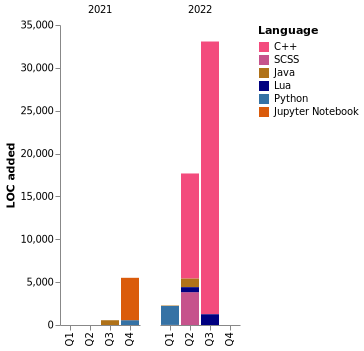 2021 2022
Language
C++
SCSS
Java
Lua
Python
Jupyter Notebook
LOC added
35,000
30,000
25,000
20,000
15,000
10,000
5,000
0
Q1 Q2 Q3 Q4 Q1 Q2 Q3 Q4